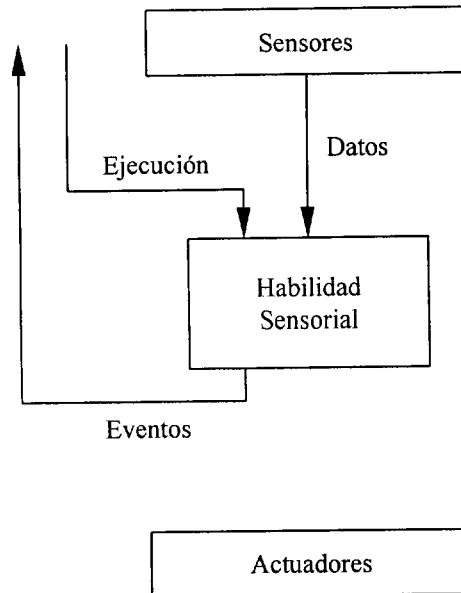 Sensores
Datos
Ejecución
Habilidad
Sensorial
Eventos
Actuadores